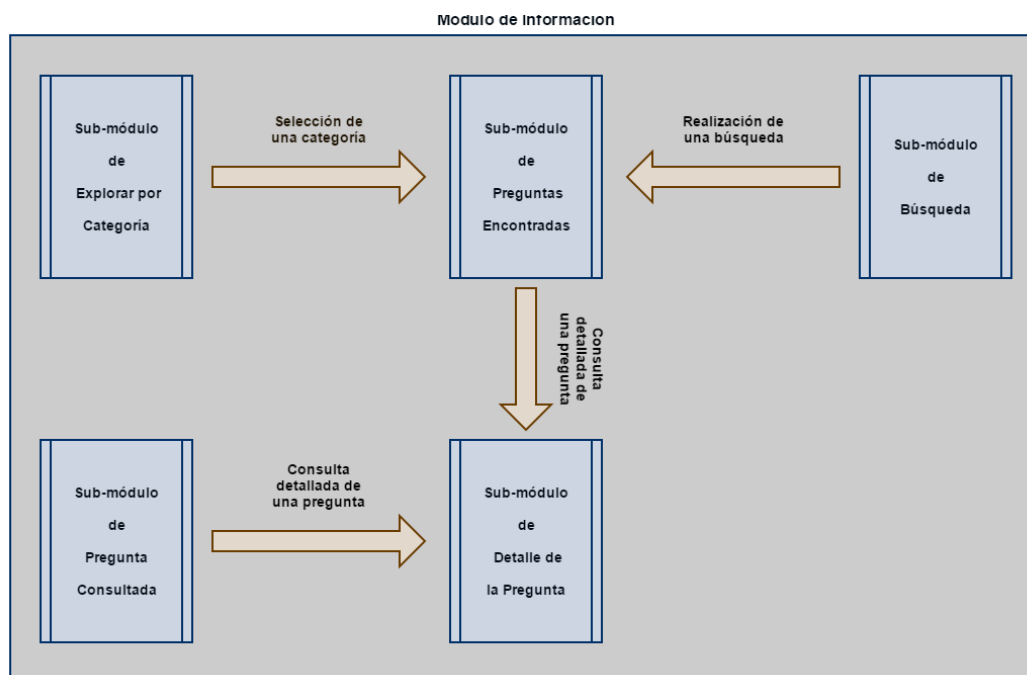 Modulo de Informacion
Sub-módulo
de
Explorar por
Categoría
Selección de
una categoría
Sub-módulo
de
Preguntas
Encontradas
Realización de
una búsqueda
Sub-módulo
de
Búsqueda
Consulta
detallada de
una pregunta
Sub-módulo
de
Pregunta
Consultada
Consulta
detallada de
una pregunta
Sub-módulo
de
Detalle de
la Pregunta